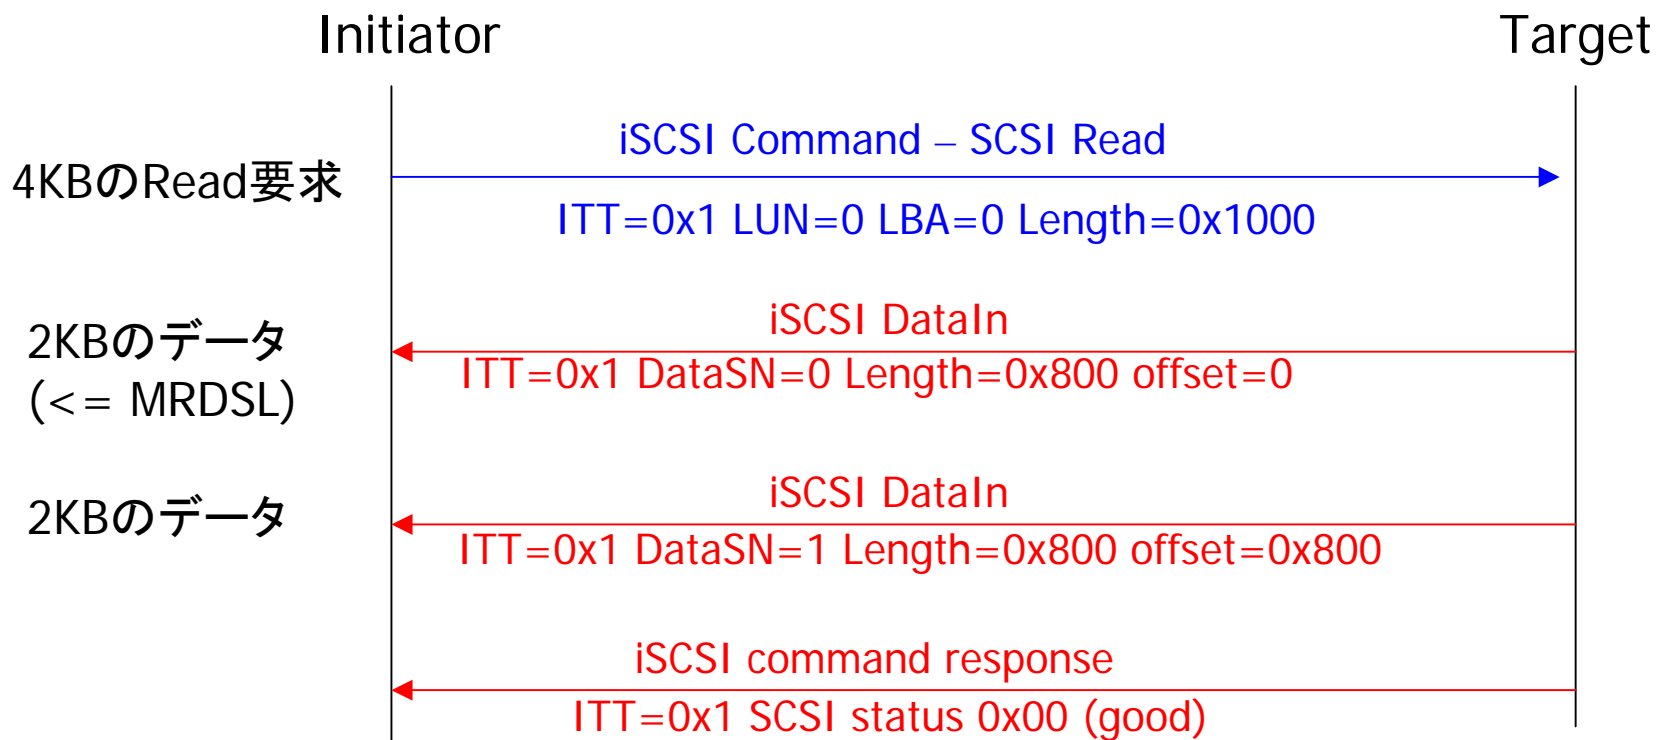 Initiator
Target
iSCSI Command – SCSI Read
4KBのRead要求
ITT=0x1 LUN=0 LBA=0 Length=0x1000
iSCSI DataIn
2KBのデータ
(<= MRDSL)
ITT=0x1 DataSN=0 Length=0x800 offset=0
iSCSI DataIn
2KBのデータ
ITT=0x1 DataSN=1 Length=0x800 offset=0x800
iSCSI command response
ITT=0x1 SCSI status 0x00 (good)